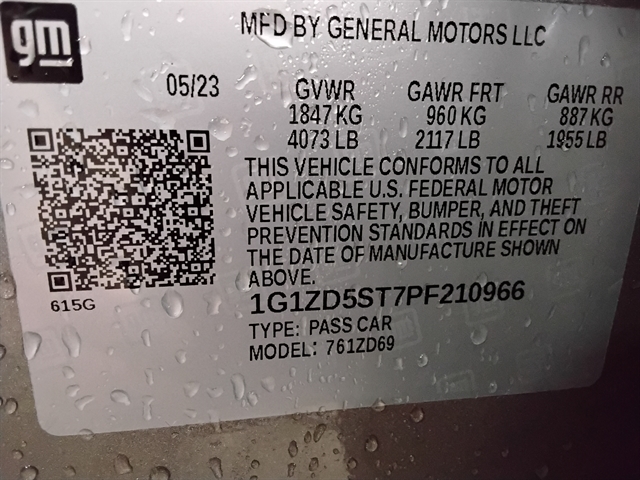 gm
MFD BY GENERAL MOTORS LLC
05/23 GVWR GAWR FRT GAWR RR
1847 KG 960 KG 887 KG
4073 LB 2117 LB 1955 LB
THIS VEHICLE CONFORMS TO ALL
APPLICABLE U.S. FEDERAL MOTOR
VEHICLE SAFETY, BUMPER, AND THEFT
PREVENTION STANDARDS IN EFFECT ON
THE DATE OF MANUFACTURE SHOWN
ABOVE.
615G
1G1ZD5ST7PF210966
TYPE: PASS CAR
MODEL: 761ZD69